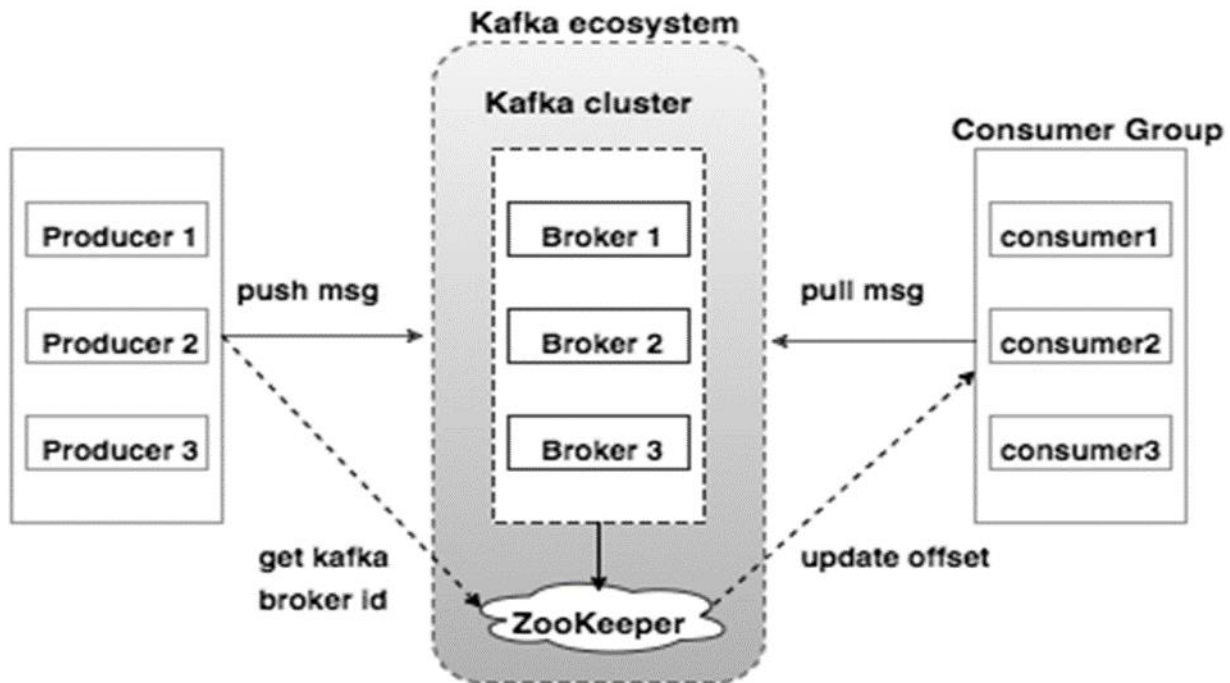 Kafka ecosystem
Kafka cluster
Consumer Group
Producer 1
Broker 1
consumer1
push msg
pull msg
Producer 2
Broker 2
consumer2
Producer 3
Broker 3
consumer3
get kafka
broker id
update offset
ZooKeeper